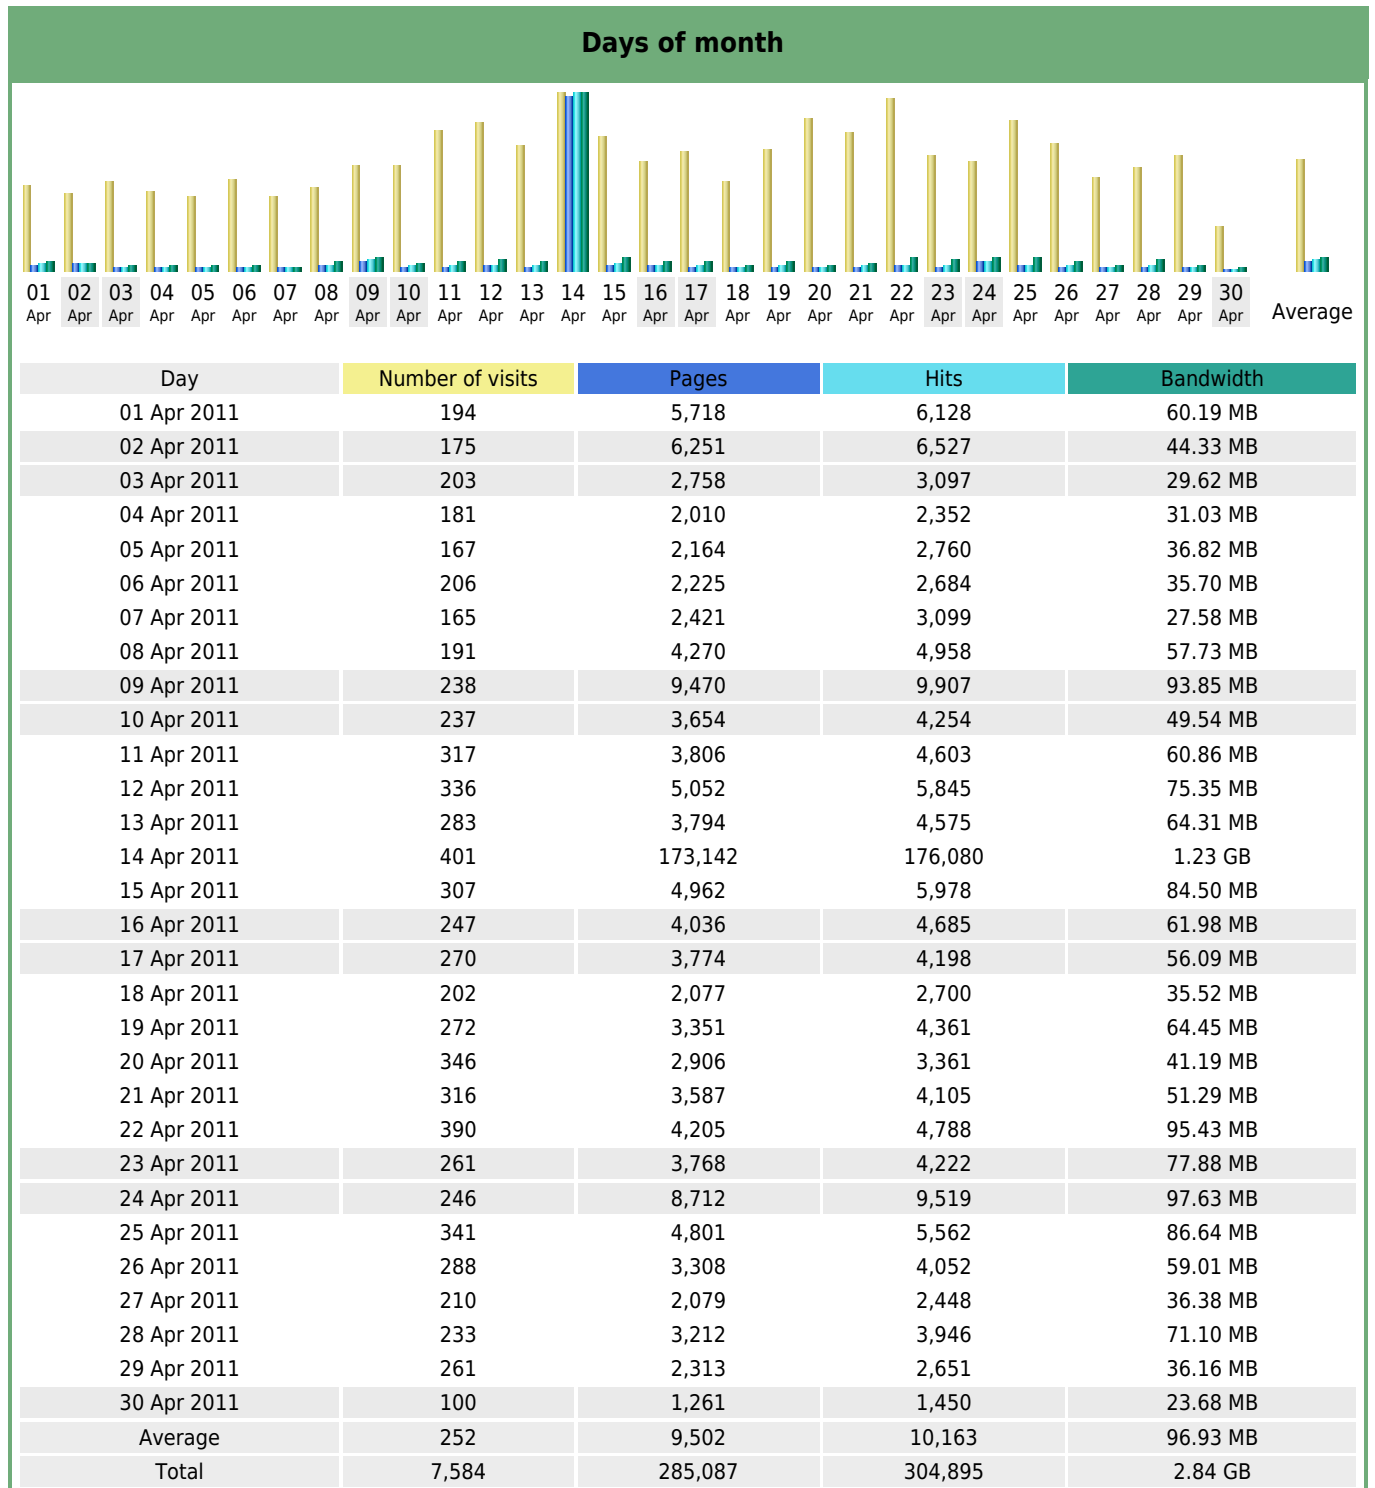 Days of month
01 02 03 04 05 06 07 08 09 10 11 12 13 14 15 16 17 18 19 20 21 22 23 24 25 26 27 28 29 30
Apr Apr Apr Apr Apr Apr Apr Apr Apr Apr Apr Apr Apr Apr Apr Apr Apr Apr Apr Apr Apr Apr Apr Apr Apr Apr Apr Apr Apr Apr Average
Day Number of visits Pages Hits Bandwidth
01 Apr 2011 194 5,718 6,128 60.19 MB
02 Apr 2011 175 6,251 6,527 44.33 MB
03 Apr 2011 203 2,758 3,097 29.62 MB
04 Apr 2011 181 2,010 2,352 31.03 MB
05 Apr 2011 167 2,164 2,760 36.82 MB
06 Apr 2011 206 2,225 2,684 35.70 MB
07 Apr 2011 165 2,421 3,099 27.58 MB
08 Apr 2011 191 4,270 4,958 57.73 MB
09 Apr 2011 238 9,470 9,907 93.85 MB
10 Apr 2011 237 3,654 4,254 49.54 MB
11 Apr 2011 317 3,806 4,603 60.86 MB
12 Apr 2011 336 5,052 5,845 75.35 MB
13 Apr 2011 283 3,794 4,575 64.31 MB
14 Apr 2011 401 173,142 176,080 1.23 GB
15 Apr 2011 307 4,962 5,978 84.50 MB
16 Apr 2011 247 4,036 4,685 61.98 MB
17 Apr 2011 270 3,774 4,198 56.09 MB
18 Apr 2011 202 2,077 2,700 35.52 MB
19 Apr 2011 272 3,351 4,361 64.45 MB
20 Apr 2011 346 2,906 3,361 41.19 MB
21 Apr 2011 316 3,587 4,105 51.29 MB
22 Apr 2011 390 4,205 4,788 95.43 MB
23 Apr 2011 261 3,768 4,222 77.88 MB
24 Apr 2011 246 8,712 9,519 97.63 MB
25 Apr 2011 341 4,801 5,562 86.64 MB
26 Apr 2011 288 3,308 4,052 59.01 MB
27 Apr 2011 210 2,079 2,448 36.38 MB
28 Apr 2011 233 3,212 3,946 71.10 MB
29 Apr 2011 261 2,313 2,651 36.16 MB
30 Apr 2011 100 1,261 1,450 23.68 MB
Average 252 9,502 10,163 96.93 MB
Total 7,584 285,087 304,895 2.84 GB